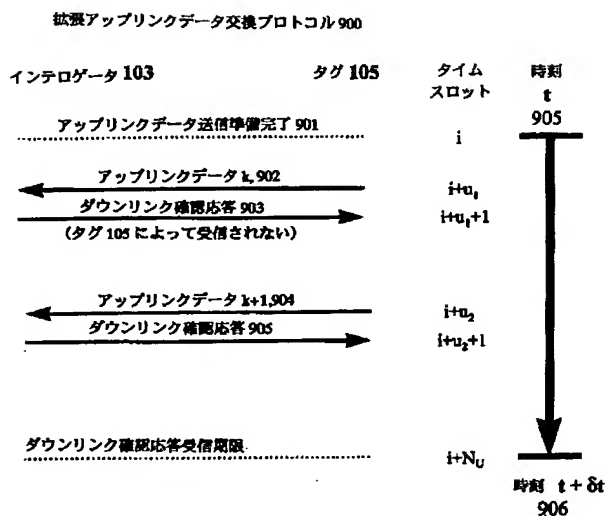 拡張アップリンクデータ交換プロトコル 900
インテロゲータ 103
タグ 105
タイム
スロット
時刻
t
905
アップリンクデータ送信準備完了 901
i
アップリンクデータ k, 902
i+u₁
ダウンリンク確認応答 903
i+u₁+1
(タグ 105 によって受信されない)
アップリンクデータ k+1,904
i+u₂
ダウンリンク確認応答 905
i+u₂+1
ダウンリンク確認応答受信期限
i+N_U
時刻 t + δt
906